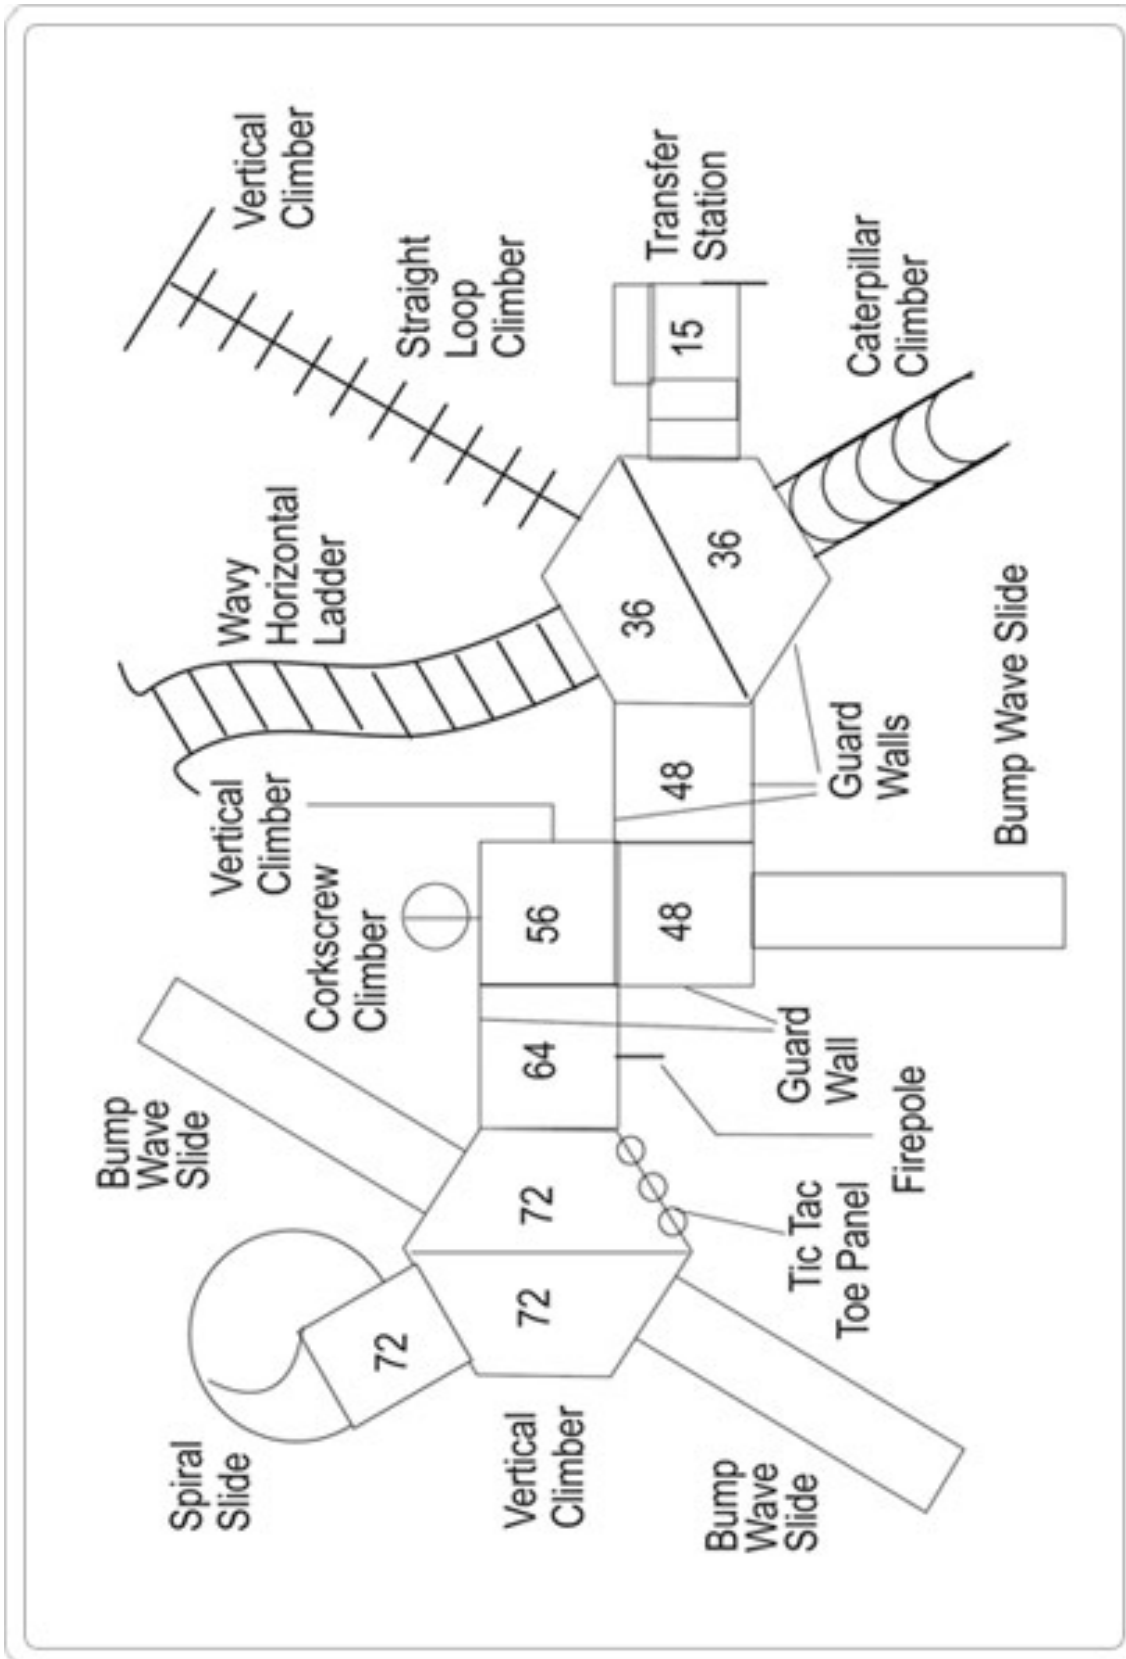 Vertical
Climber
Straight
Loop
Climber
Transfer
Station
15
Caterpillar
Climber
Wavy
Horizontal
Ladder
36
36
Vertical
Climber
48
Guard
Walls
Bump Wave Slide
Corkscrew
Climber
56
48
Bump
Wave
Slide
64
Guard
Wall
Firepole
72
Tic Tac
Toe Panel
Spiral
Slide
72
72
Vertical
Climber
Bump
Wave
Slide